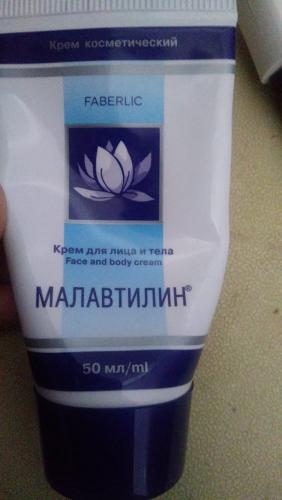 Крем косметический
FABERLIC
Крем для лица и тела
Face and body cream
МАЛАВТИЛИН®
50 мл/ml